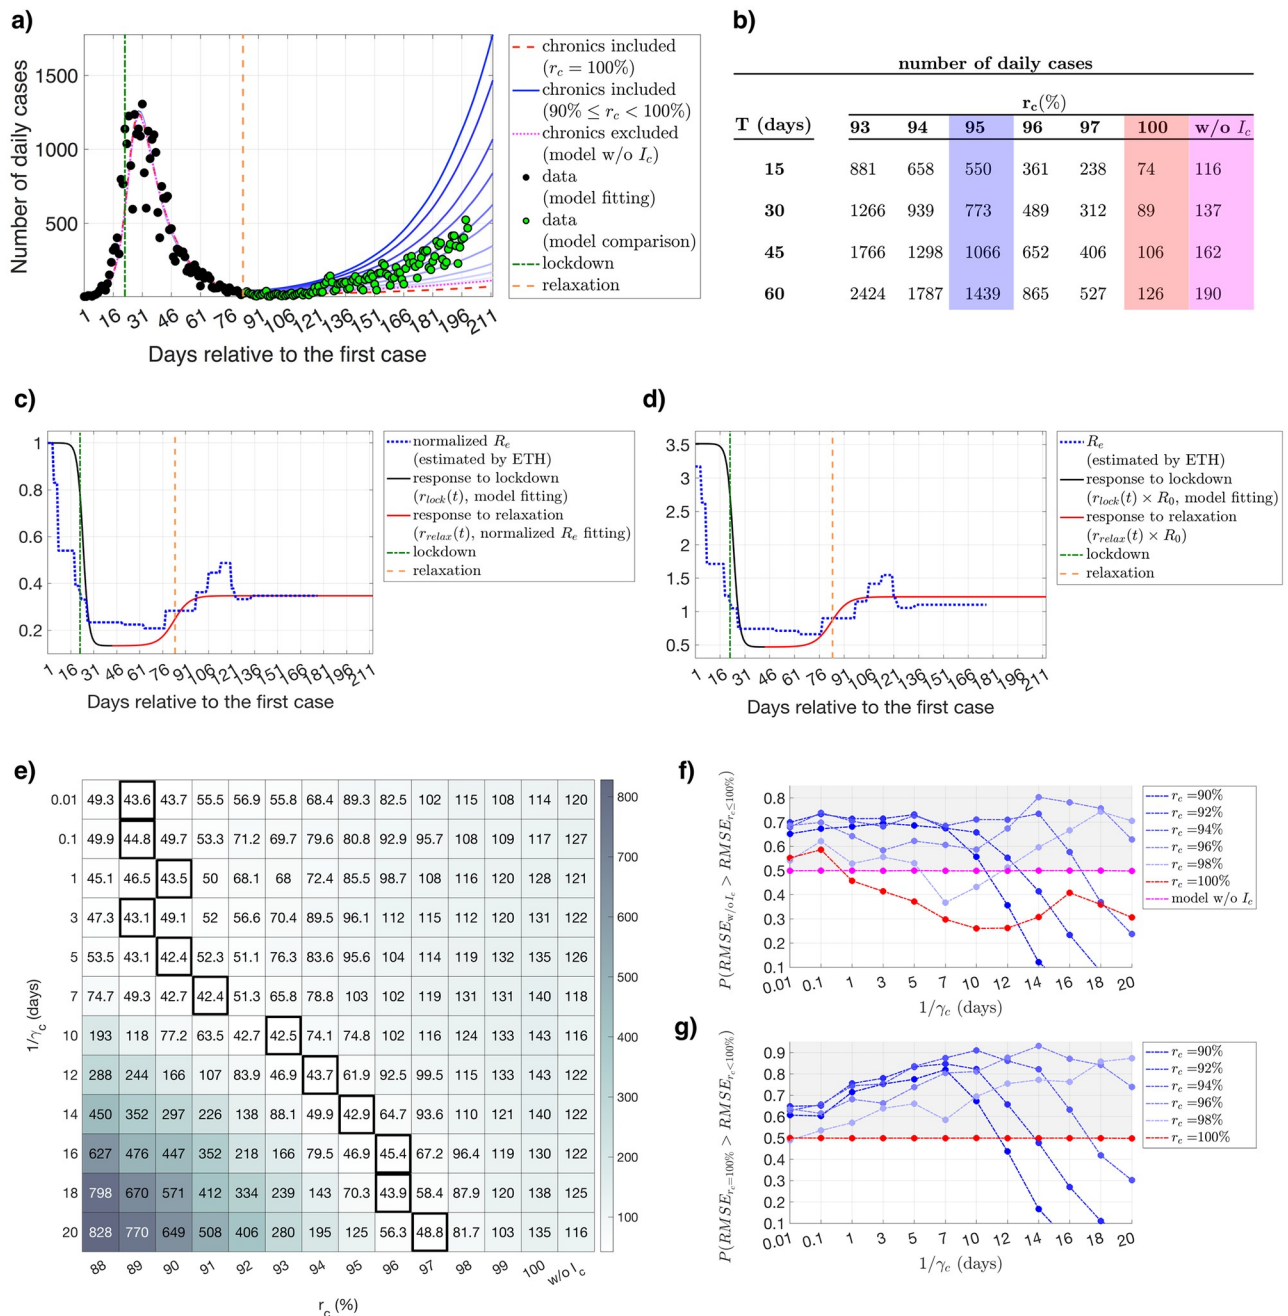 a)
Number of daily cases
1500
1000
500
1 16 31 46 61 76 91 106 121 136 151 166 181 196 211
Days relative to the first case
chronics included
(r_c = 100%)
chronics included
(90% ≤ r_c < 100%)
chronics excluded
(model w/o I_c)
data
(model fitting)
data
(model comparison)
lockdown
relaxation
b)
number of daily cases
r_c(%)
T (days) 93 94 95 96 97 100 w/o I_c
15 881 658 550 361 238 74 116
30 1266 939 773 489 312 89 137
45 1766 1298 1066 652 406 106 162
60 2424 1787 1439 865 527 126 190
c)
1
0.8
0.6
0.4
0.2
1 16 31 46 61 76 91 106 121 136 151 166 181 196 211
Days relative to the first case
normalized R_e
(estimated by ETH)
response to lockdown
(r_lock(t), model fitting)
response to relaxation
(r_relax(t), normalized R_e fitting)
lockdown
relaxation
d)
3.5
3
2.5
2
1.5
1
0.5
1 16 31 46 61 76 91 106 121 136 151 166 181 196 211
Days relative to the first case
R_e
(estimated by ETH)
response to lockdown
(r_lock(t) × R_0, model fitting)
response to relaxation
(r_relax(t) × R_0)
lockdown
relaxation
e)
1/γ_c (days)
0.01 49.3 43.6 43.7 55.5 56.9 55.8 68.4 89.3 82.5 102 115 108 114 120
0.1 49.9 44.8 49.7 53.3 71.2 69.7 79.6 80.8 92.9 95.7 108 109 117 127
1 45.1 46.5 43.5 50 68.1 68 72.4 85.5 98.7 108 116 120 128 121
3 47.3 43.1 49.1 52 56.6 70.4 89.5 96.1 112 115 112 120 131 122
5 53.5 43.1 42.4 52.3 51.1 76.3 83.6 95.6 104 114 119 132 135 126
7 74.7 49.3 42.7 42.4 51.3 65.8 78.8 103 102 119 131 131 140 118
10 193 118 77.2 63.5 42.7 42.5 74.1 74.8 102 116 124 133 143 116
12 288 244 166 107 83.9 46.9 43.7 61.9 92.5 99.5 115 133 143 122
14 450 352 297 226 138 88.1 49.9 42.9 64.7 93.6 110 121 140 122
16 627 476 447 352 218 166 79.5 46.9 45.4 67.2 96.4 119 130 122
18 798 670 571 412 334 239 143 70.3 43.9 58.4 87.9 120 138 125
20 828 770 649 508 406 280 195 125 56.3 48.8 81.7 103 135 116
88 89 90 91 92 93 94 95 96 97 98 99 100 w/o I_c
r_c (%)
800
700
600
500
400
300
200
100
f)
P(RMSE_w/o I_c > RMSE_r_c≤100%)
0.8
0.7
0.6
0.5
0.4
0.3
0.2
0.1
0.01 0.1 1 3 5 7 10 12 14 16 18 20
1/γ_c (days)
r_c =90%
r_c =92%
r_c =94%
r_c =96%
r_c =98%
r_c =100%
model w/o I_c
g)
P(RMSE_r_c=100% > RMSE_r_c<100%)
0.9
0.8
0.7
0.6
0.5
0.4
0.3
0.2
0.1
0.01 0.1 1 3 5 7 10 12 14 16 18 20
1/γ_c (days)
r_c =90%
r_c =92%
r_c =94%
r_c =96%
r_c =98%
r_c =100%